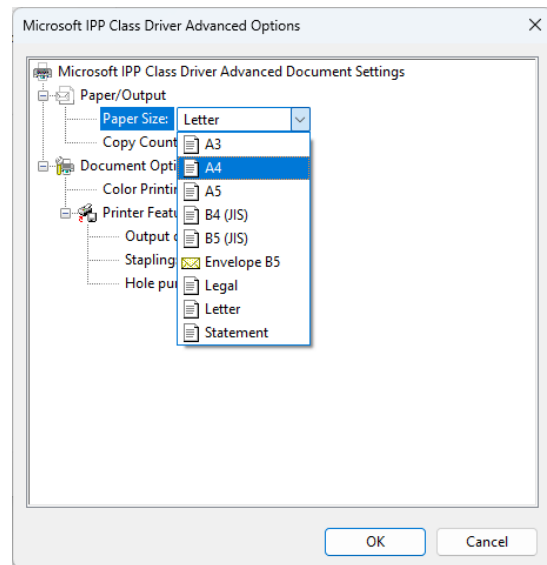 Microsoft IPP Class Driver Advanced Options
Microsoft IPP Class Driver Advanced Document Settings
Paper/Output
Paper Size: Letter
Copy Count
A3
Document Opti
A4
Color Printin
A5
Printer Featu
B4 (JIS)
Output
B5 (JIS)
Stapling
Envelope B5
Hole pu
Legal
Letter
Statement
OK Cancel